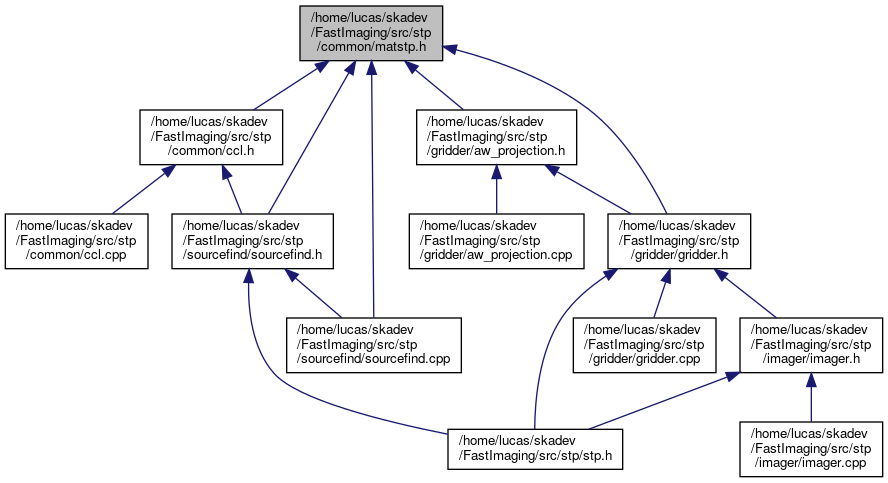 /home/lucas/skadev
/FastImaging/src/stp
/common/matstp.h
/home/lucas/skadev
/FastImaging/src/stp
/common/ccl.h
/home/lucas/skadev
/FastImaging/src/stp
/gridder/aw_projection.h
/home/lucas/skadev
/FastImaging/src/stp
/common/ccl.cpp
/home/lucas/skadev
/FastImaging/src/stp
/sourcefind/sourcefind.h
/home/lucas/skadev
/FastImaging/src/stp
/gridder/aw_projection.cpp
/home/lucas/skadev
/FastImaging/src/stp
/gridder/gridder.h
/home/lucas/skadev
/FastImaging/src/stp
/sourcefind/sourcefind.cpp
/home/lucas/skadev
/FastImaging/src/stp
/gridder/gridder.cpp
/home/lucas/skadev
/FastImaging/src/stp
/imager/imager.h
/home/lucas/skadev
/FastImaging/src/stp/stp.h
/home/lucas/skadev
/FastImaging/src/stp
/imager/imager.cpp